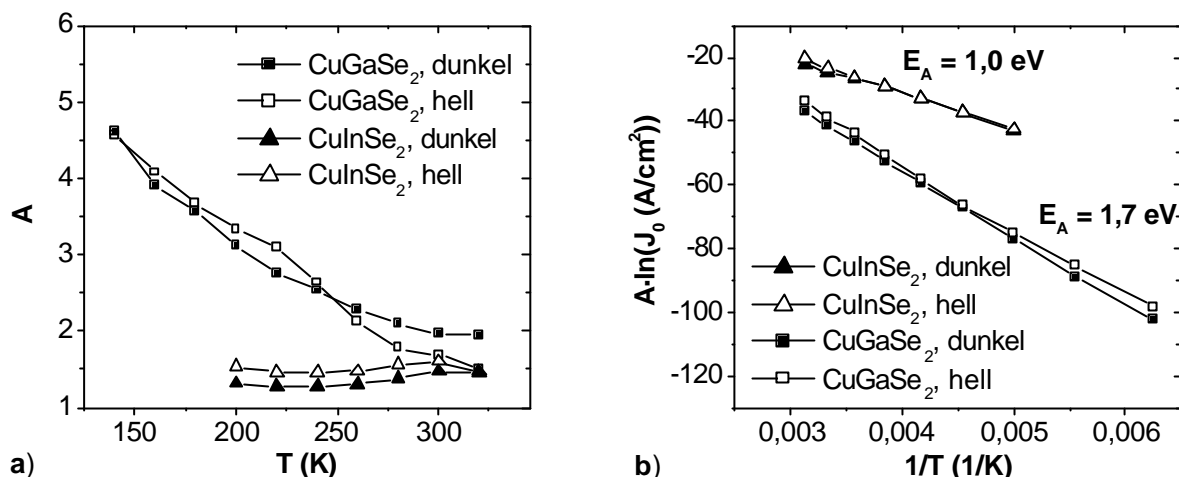 6
5
4
3
2
1
A
CuGaSe2, dunkel
CuGaSe2, hell
CuInSe2, dunkel
CuInSe2, hell
150 200 250 300
T (K)
a)
-20
-40
-60
-80
-100
-120
A·ln(J0 (A/cm²))
EA = 1,0 eV
EA = 1,7 eV
CuInSe2, dunkel
CuInSe2, hell
CuGaSe2, dunkel
CuGaSe2, hell
0,003 0,004 0,005 0,006
1/T (1/K)
b)